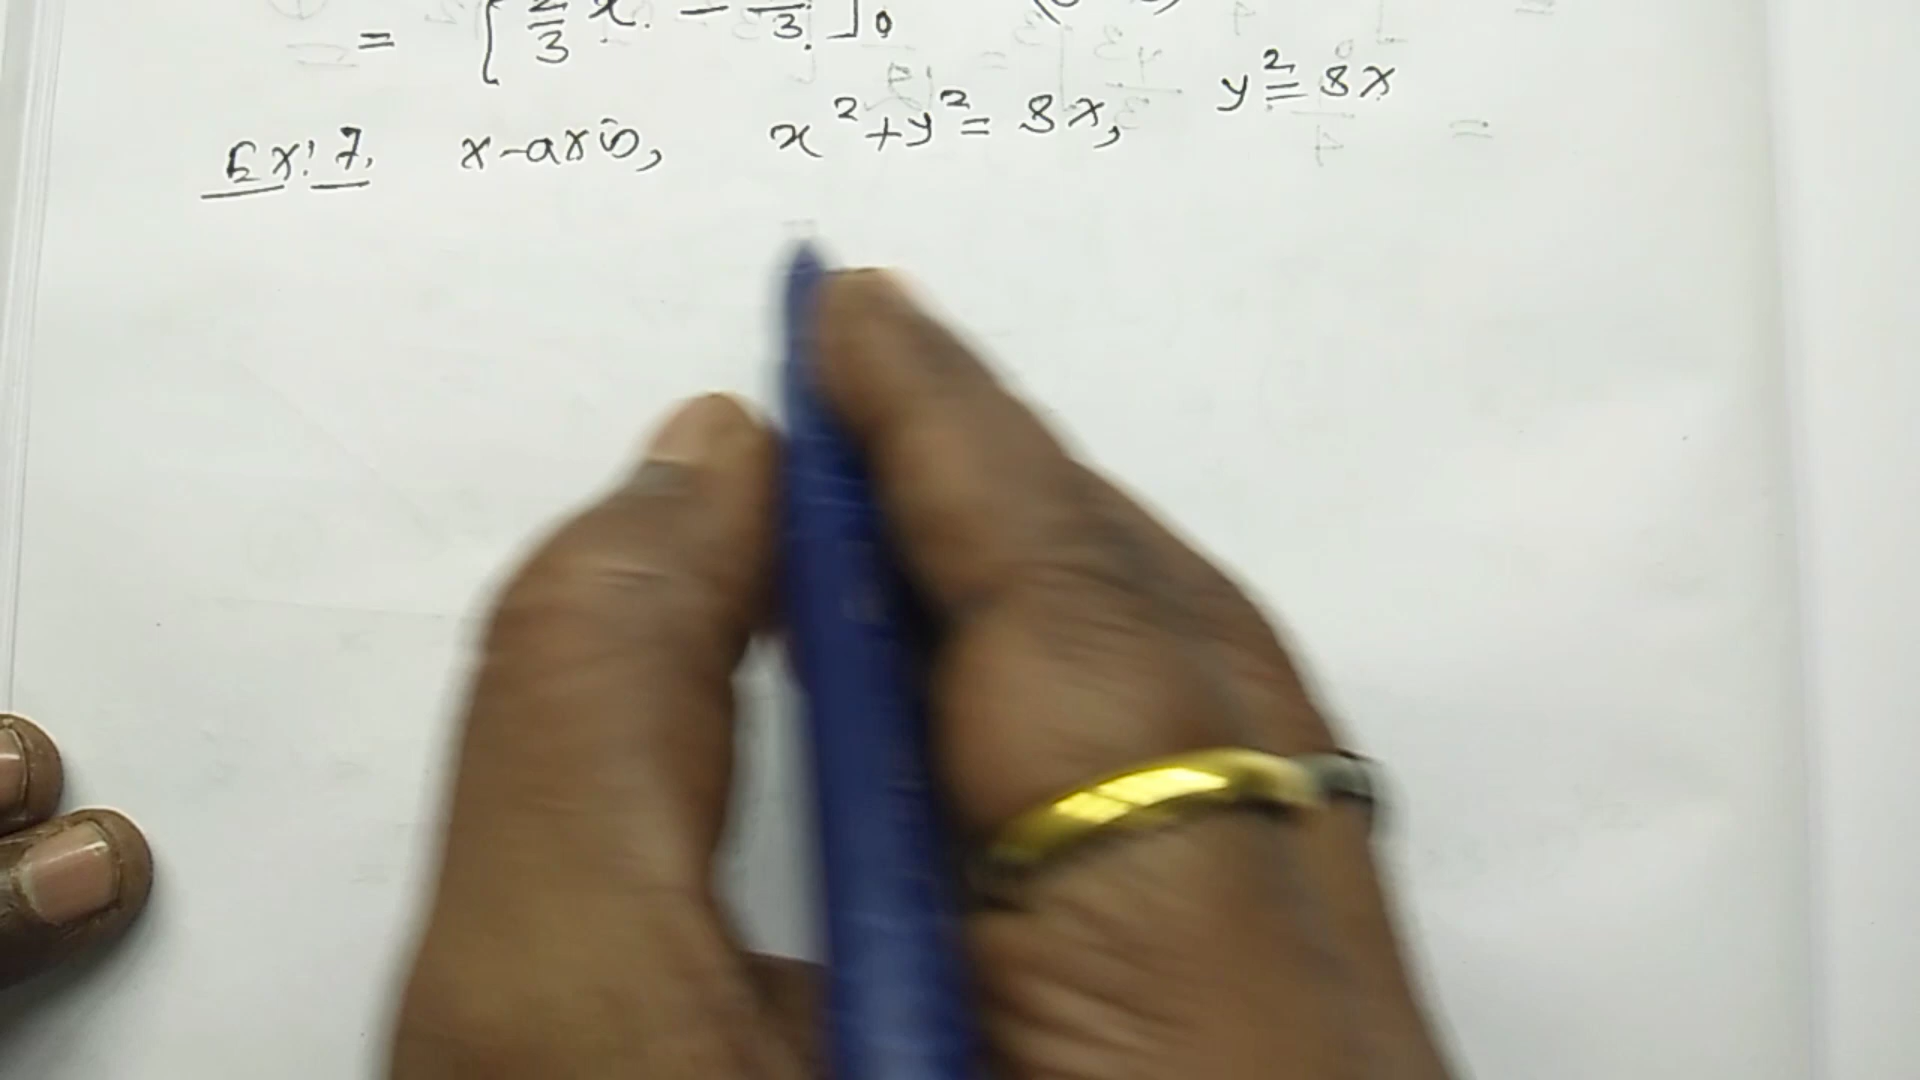 = [ 2/3 x. - /3. ]₀
Ex! 7. x-axis, x² + y² = 8x, y² = 8x